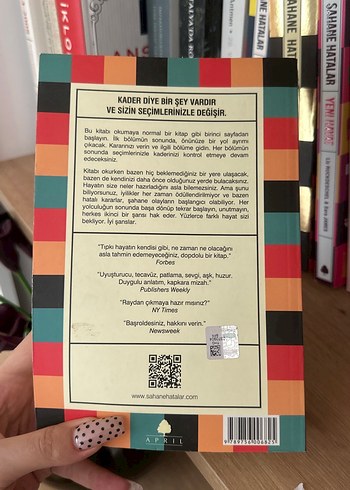 KADER DİYE BİR ŞEY VARDIR
VE SİZİN SEÇİMLERİNİZLE DEĞİŞİR.
Bu kitabı okumaya normal bir kitap gibi birinci sayfadan
başlayın. İlk bölümün sonunda, önünüze bir yol ayrımı
çıkacak. Kararınızı verin ve ilgili bölüme gidin. Her bölümün
sonunda seçimlerinizle kaderinizi kontrol etmeye devam
edeceksiniz.
Kitabı okurken bazen hiç beklemediğiniz bir yere ulaşacak,
bazen de kendinizi daha önce olduğunuz yerde bulacaksınız.
Hayatın size neler hazırladığını asla bilemezsiniz. Ama şunu
biliyorsunuz, iyilikler her zaman ödüllendirilmiyor ve bazen
hatalı kararlar, şahane olayların başlangıcı olabiliyor. Her
yolculuğun sonunda başa dönüp tekrar başlayın, unutmayın,
herkes ikinci bir şansı hak eder. Yüzlerce farklı hayat sizi
bekliyor. İyi şanslar.
"Tıpkı hayatın kendisi gibi, ne zaman ne olacağını
asla tahmin edemeyeceğiniz, dopdolu bir kitap."
Forbes
"Uyuşturucu, tecavüz, patlama, sevgi, aşk, huzur.
Duygulu anlatım, kapkara mizah."
Publishers Weekly
"Raydan çıkmaya hazır mısınız?"
NY Times
"Başroldesiniz, hakkını verin."
Newsweek
www.sahanehatalar.com
APRIL
9789756006825
ŞAHANE HATALAR
ŞAHANE HATALAR
YENİ HAYAT